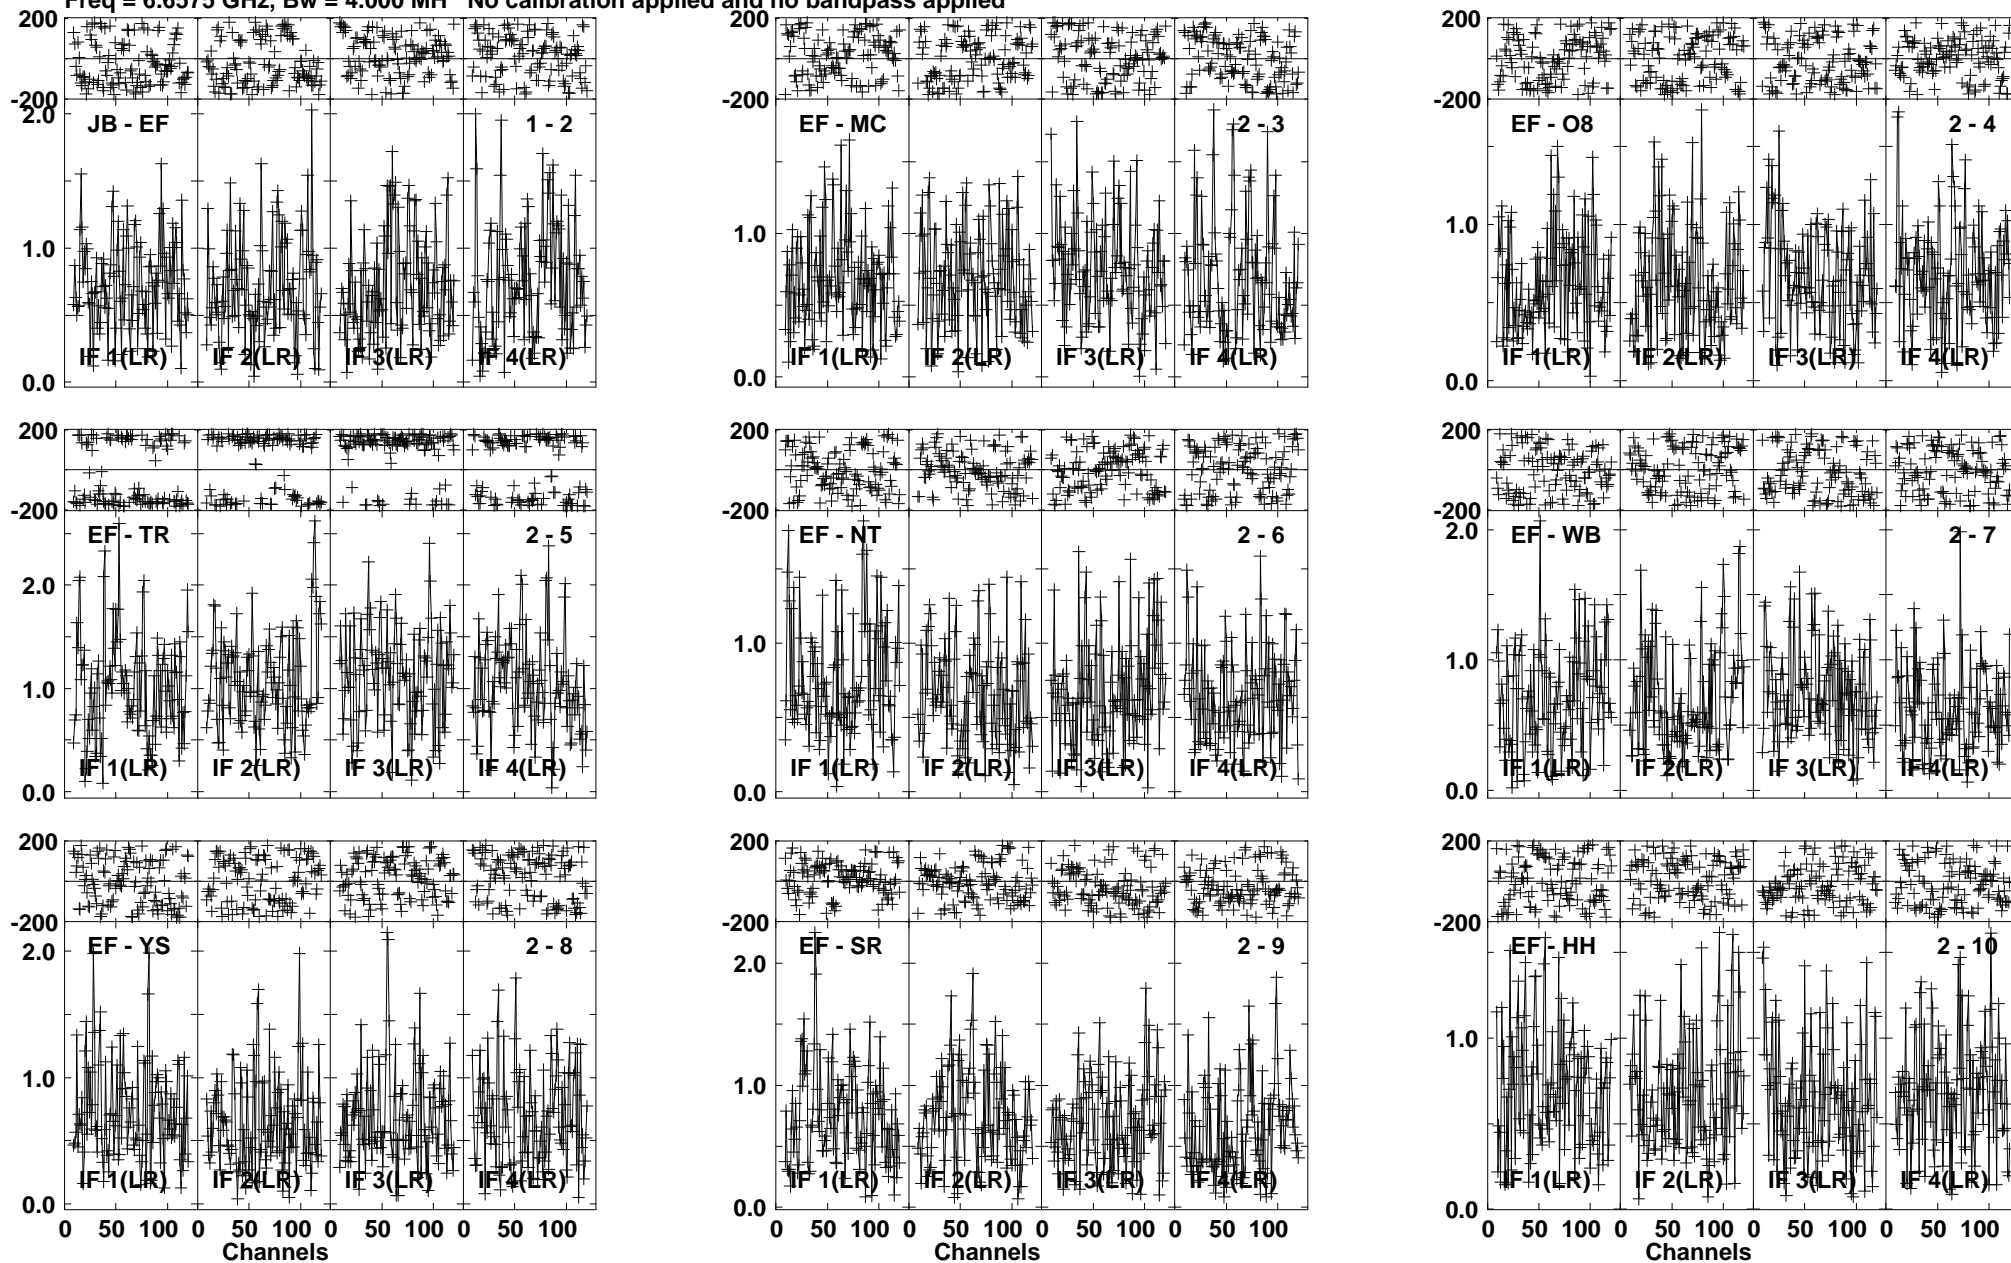 Freq = 6.6575 GHz, Bw = 4.000 MH   No calibration applied and no bandpass applied
200 200 200
-200 -200 -200
2.0 JB - EF 1 - 2 EF - MC 2 - 3 EF - O8 2 - 4
1.0 1.0 1.0
IF 1(LR) IF 2(LR) IF 3(LR) IF 4(LR) IF 1(LR) IF 2(LR) IF 3(LR) IF 4(LR) IF 1(LR) IF 2(LR) IF 3(LR) IF 4(LR)
0.0 0.0 0.0
200 200 200
-200 -200 -200
EF - TR 2 - 5 EF - NT 2 - 6 2.0 EF - WB 2 - 7
2.0
1.0 1.0 1.0
IF 1(LR) IF 2(LR) IF 3(LR) IF 4(LR) IF 1(LR) IF 2(LR) IF 3(LR) IF 4(LR) IF 1(LR) IF 2(LR) IF 3(LR) IF 4(LR)
0.0 0.0 0.0
200 200 200
-200 -200 -200
2.0 EF - YS 2 - 8 2.0 EF - SR 2 - 9 EF - HH 2 - 10
1.0 1.0 1.0
IF 1(LR) IF 2(LR) IF 3(LR) IF 4(LR) IF 1(LR) IF 2(LR) IF 3(LR) IF 4(LR) IF 1(LR) IF 2(LR) IF 3(LR) IF 4(LR)
0.0 0.0 0.0
0 50 100 0 50 100 0 50 100 0 50 100 0 50 100 0 50 100 0 50 100 0 50 100 0 50 100 0 50 100 0 50 100 0 50 100
Channels Channels Channels